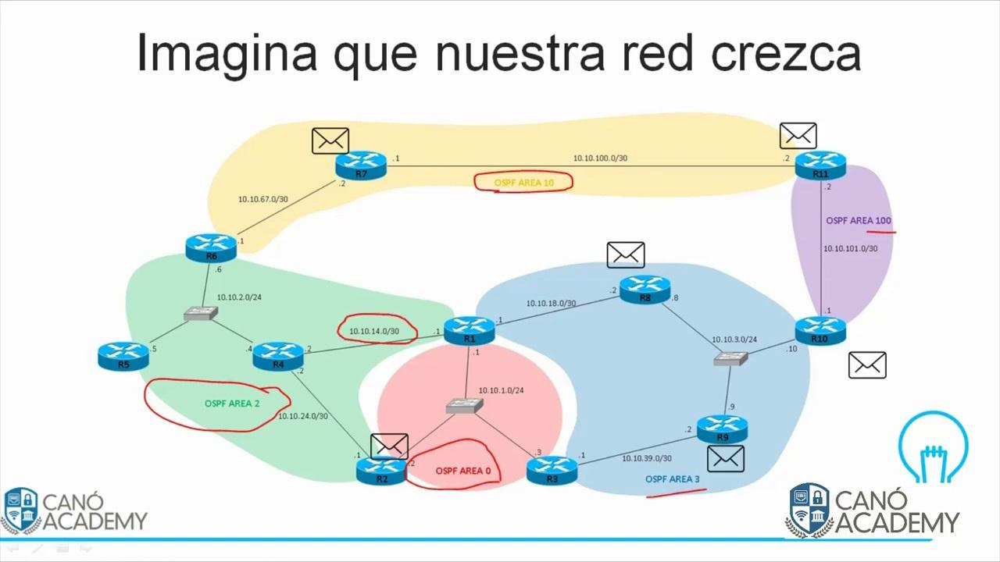 Imagina que nuestra red crezca
R7
.1
10.10.100.0/30
.2
R11
.2
OSPF AREA 10
.2
10.10.67.0/30
OSPF AREA 100
.1
R6
10.10.101.0/30
.6
10.10.2.0/24
R8
.2
.8
10.10.18.0/30
.1
.1
R10
10.10.14.0/30
.1
R1
10.10.3.0/24
.10
.5
.4
.2
.1
R5
R4
.2
10.10.1.0/24
OSPF AREA 2
10.10.24.0/30
.9
.2
R9
.1
.2
R2
OSPF AREA 0
.3
R3
.1
10.10.39.0/30
OSPF AREA 3
CANÓ
ACADEMY
CANÓ
ACADEMY